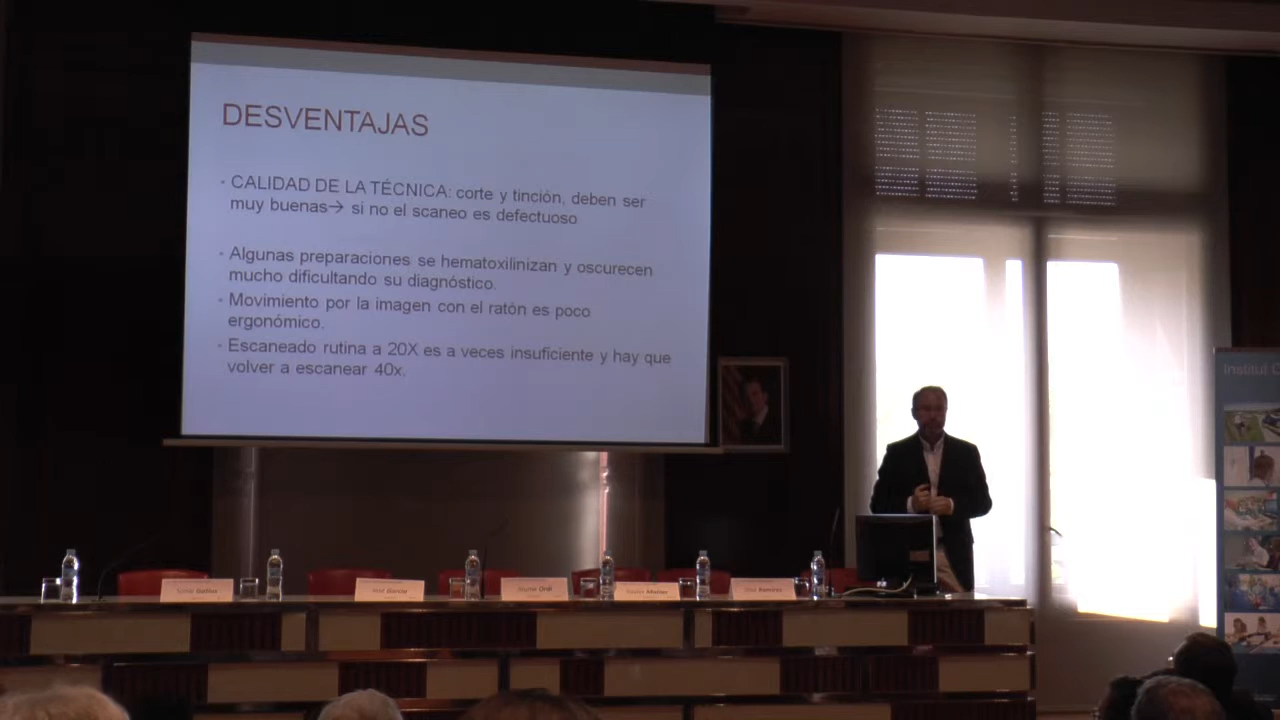 DESVENTAJAS
• CALIDAD DE LA TÉCNICA: corte y tinción, deben ser
muy buenas→ si no el scaneo es defectuoso
• Algunas preparaciones se hematoxilinizan y oscurecen
mucho dificultando su diagnóstico.
• Movimiento por la imagen con el ratón es poco
ergonómico.
• Escaneado rutina a 20X es a veces insuficiente y hay que
volver a escanear 40x.
Institut